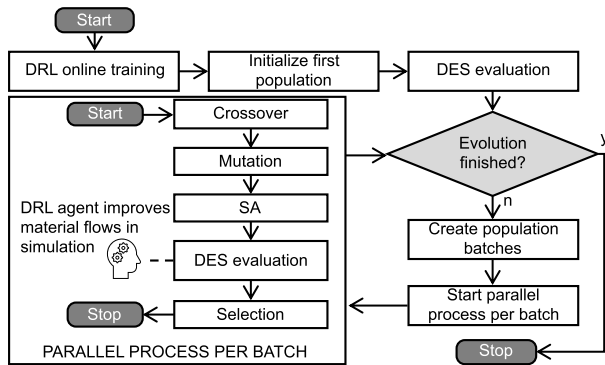 Start
DRL online training
Initialize first
population
DES evaluation
Start
Crossover
Mutation
SA
DRL agent improves
material flows in
simulation
DES evaluation
Selection
Stop
PARALLEL PROCESS PER BATCH
Evolution
finished?
y
n
Create population
batches
Start parallel
process per batch
Stop